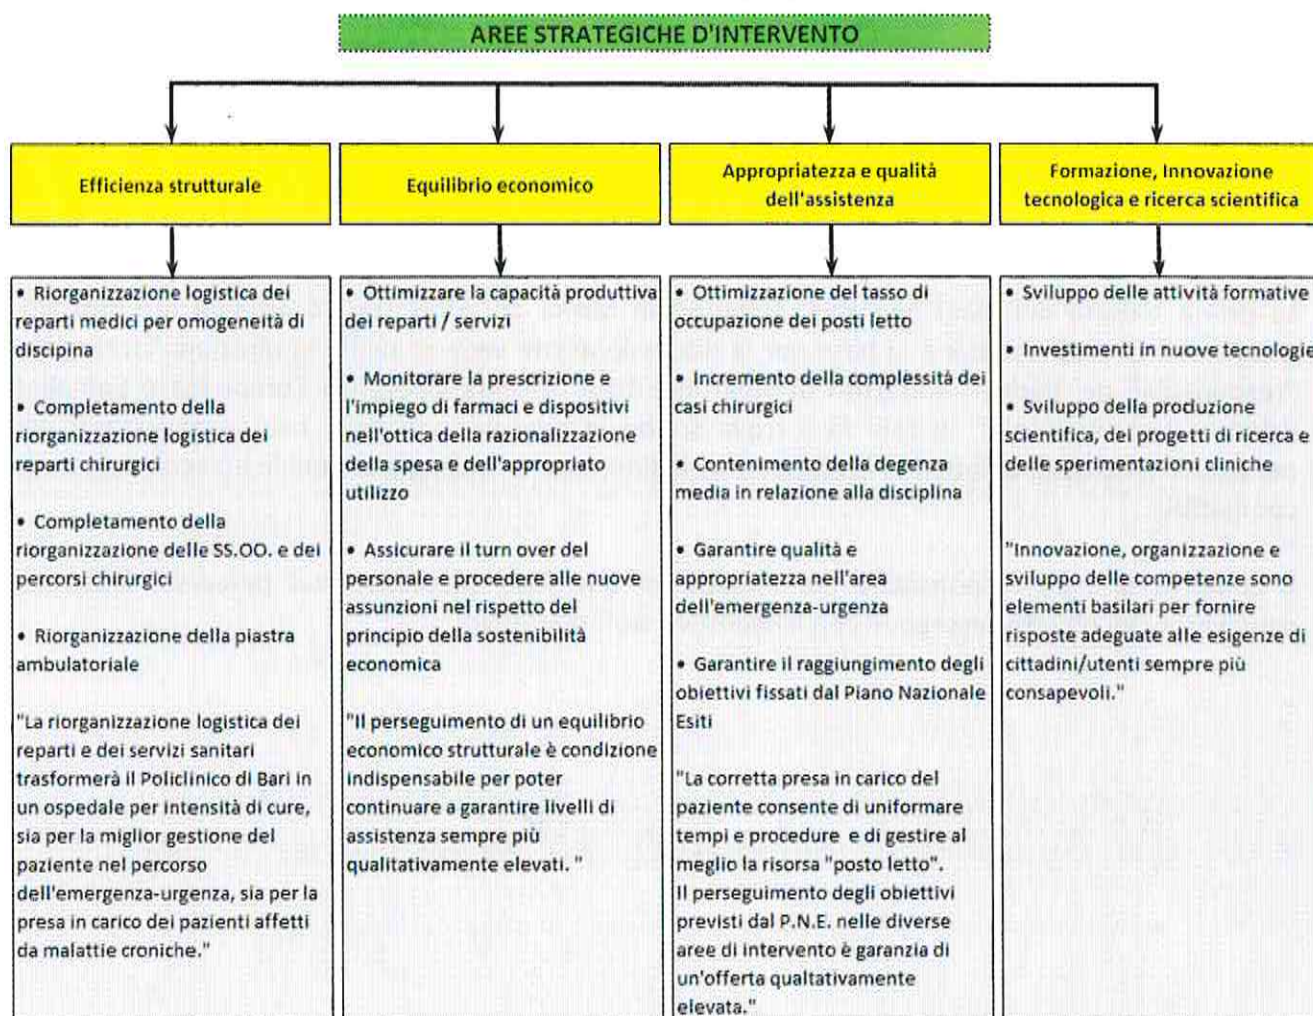 AREE STRATEGICHE D'INTERVENTO
Efficienza strutturale
Equilibrio economico
Appropriatezza e qualità
dell'assistenza
Formazione, Innovazione
tecnologica e ricerca scientifica
• Riorganizzazione logistica dei
reparti medici per omogeneità di
discipina
• Completamento della
riorganizzazione logistica dei
reparti chirurgici
• Completamento della
riorganizzazione delle SS.OO. e dei
percorsi chirurgici
• Riorganizzazione della piastra
ambulatoriale
"La riorganizzazione logistica dei
reparti e dei servizi sanitari
trasformerà il Policlinico di Bari in
un ospedale per intensità di cure,
sia per la miglior gestione del
paziente nel percorso
dell'emergenza-urgenza, sia per la
presa in carico dei pazienti affetti
da malattie croniche."
• Ottimizzare la capacità produttiva
dei reparti / servizi
• Monitorare la prescrizione e
l'impiego di farmaci e dispositivi
nell'ottica della razionalizzazione
della spesa e dell'appropriato
utilizzo
• Assicurare il turn over del
personale e procedere alle nuove
assunzioni nel rispetto del
principio della sostenibilità
economica
"Il perseguimento di un equilibrio
economico strutturale è condizione
indispensabile per poter
continuare a garantire livelli di
assistenza sempre più
qualitativamente elevati. "
• Ottimizzazione del tasso di
occupazione dei posti letto
• Incremento della complessità dei
casi chirurgici
• Contenimento della degenza
media in relazione alla disciplina
• Garantire qualità e
appropriatezza nell'area
dell'emergenza-urgenza
• Garantire il raggiungimento degli
obiettivi fissati dal Piano Nazionale
Esiti
"La corretta presa in carico del
paziente consente di uniformare
tempi e procedure e di gestire al
meglio la risorsa "posto letto".
Il perseguimento degli obiettivi
previsti dal P.N.E. nelle diverse
aree di intervento è garanzia di
un'offerta qualtativamente
elevata."
• Sviluppo delle attività formative
• Investimenti in nuove tecnologie
• Sviluppo della produzione
scientifica, dei progetti di ricerca e
delle sperimentazioni cliniche
"Innovazione, organizzazione e
sviluppo delle competenze sono
elementi basilari per fornire
risposte adeguate alle esigenze di
cittadini/utenti sempre più
consapevoli."